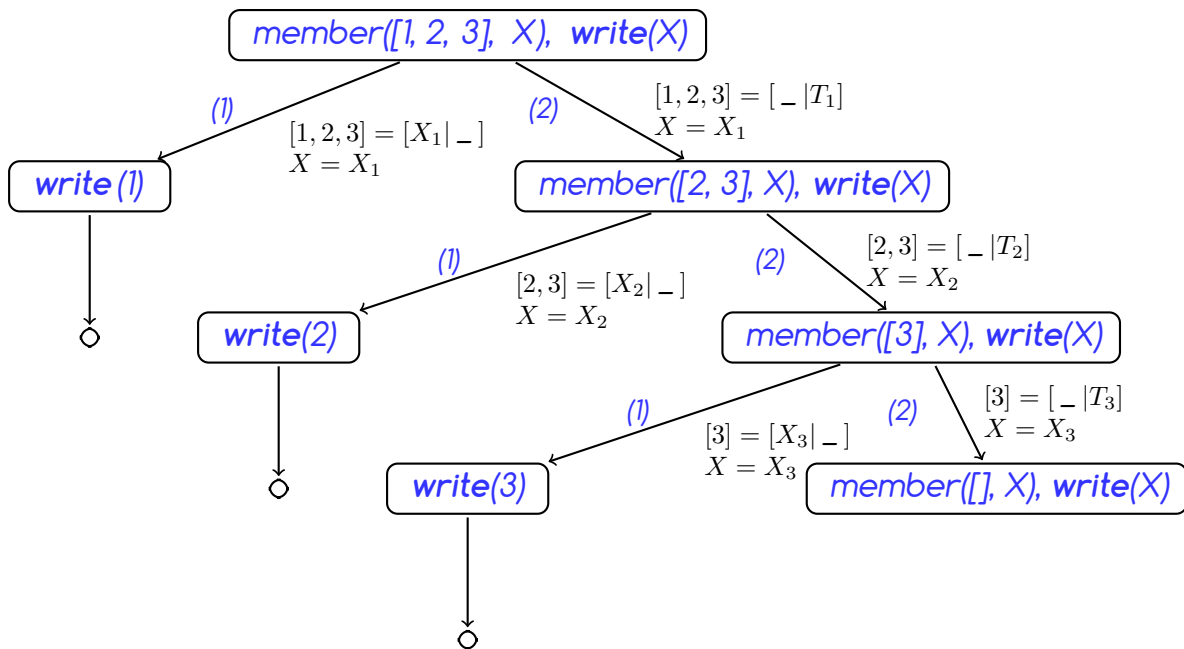 member([1, 2, 3], X), write(X)
(1)
(2)
[1, 2, 3] = [ _ |T₁]
X = X₁
[1, 2, 3] = [X₁| _ ]
X = X₁
write (1)
member([2, 3], X), write(X)
(1)
(2)
[2, 3] = [ _ |T₂]
X = X₂
[2, 3] = [X₂| _ ]
X = X₂
write(2)
member([3], X), write(X)
(1)
(2)
[3] = [ _ |T₃]
X = X₃
[3] = [X₃| _ ]
X = X₃
write(3)
member([], X), write(X)